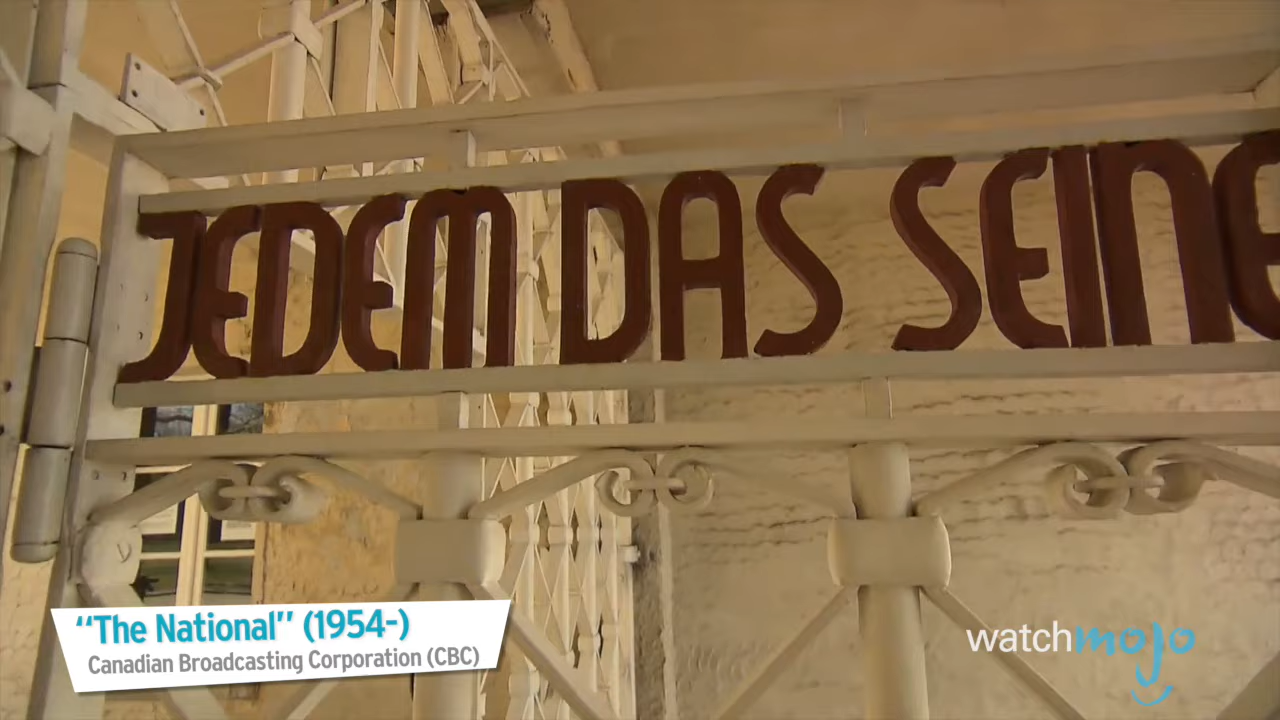 JEDEM DAS SEINE
“The National” (1954-)
Canadian Broadcasting Corporation (CBC)
watchmojo